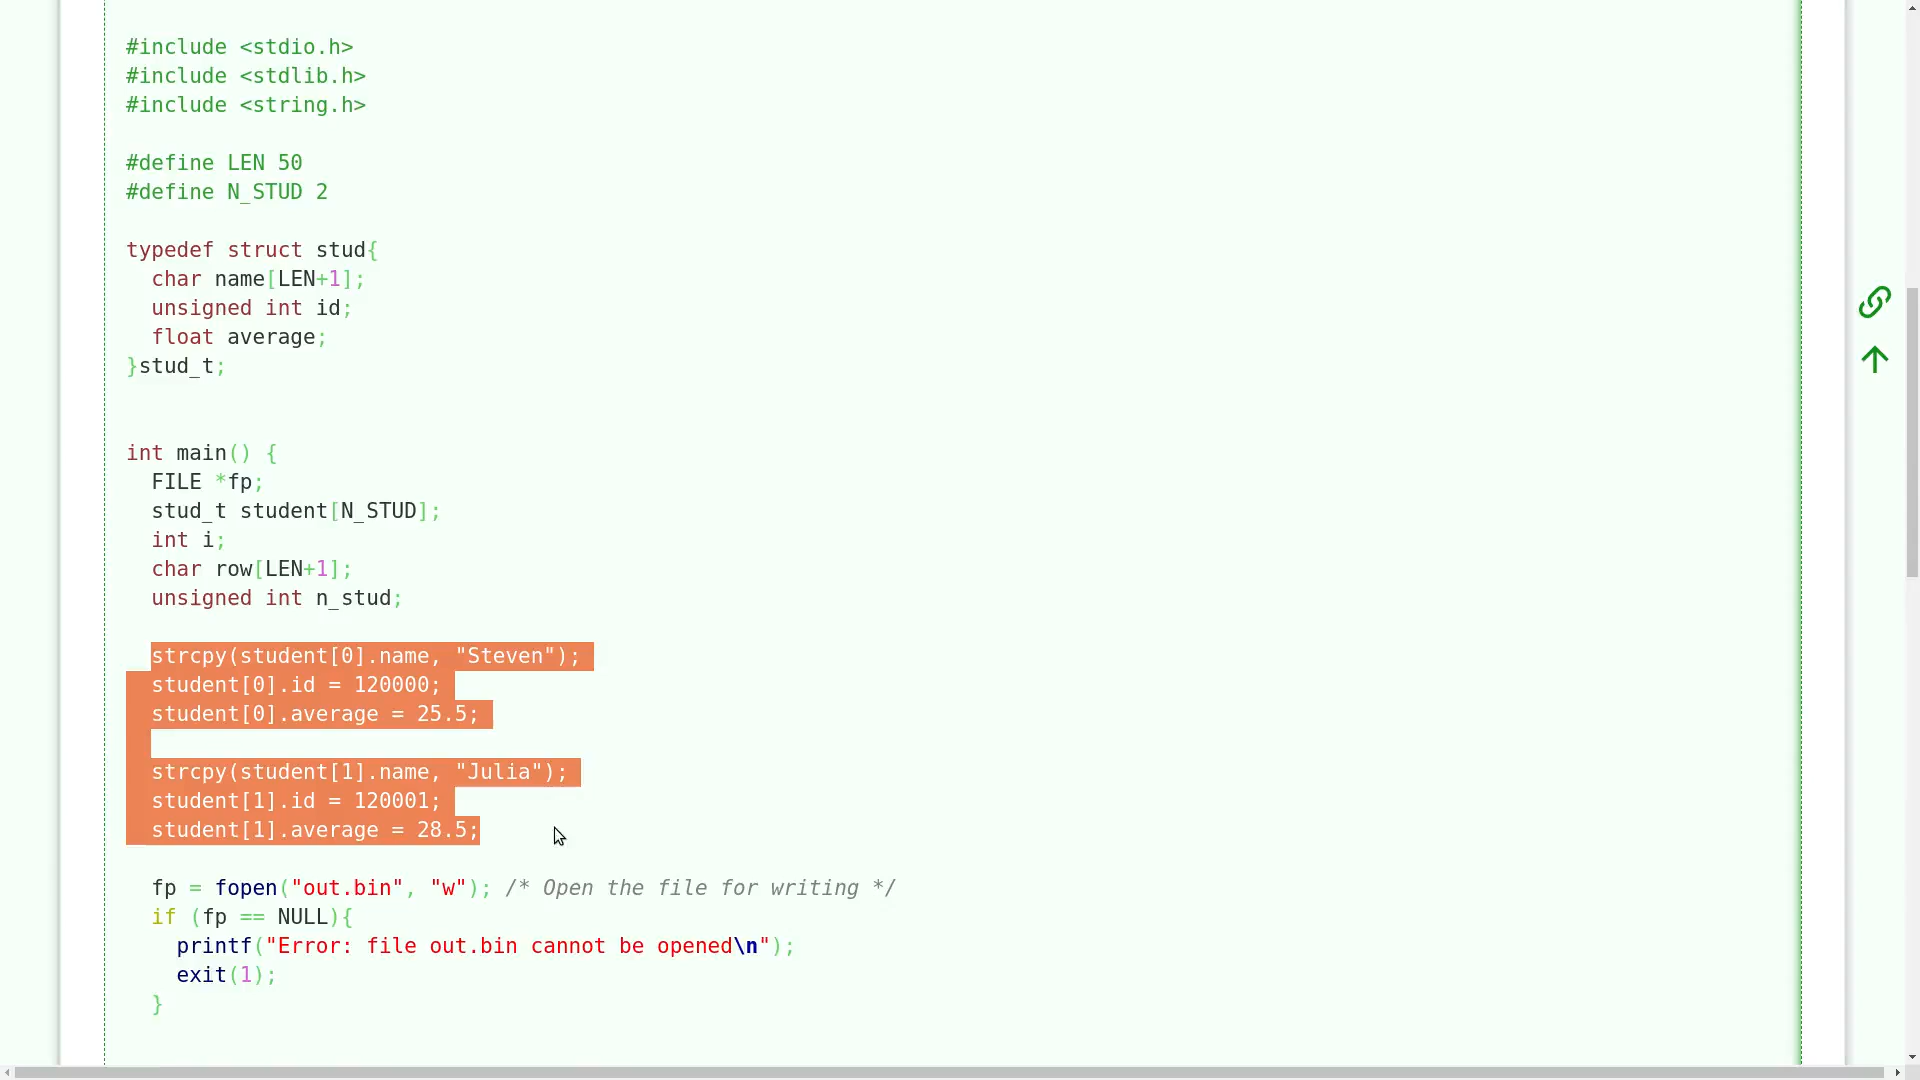 #include <stdio.h>
#include <stdlib.h>
#include <string.h>
#define LEN 50
#define N_STUD 2
typedef struct stud{
  char name[LEN+1];
  unsigned int id;
  float average;
}stud_t;
int main() {
  FILE *fp;
  stud_t student[N_STUD];
  int i;
  char row[LEN+1];
  unsigned int n_stud;
  strcpy(student[0].name, "Steven");
  student[0].id = 120000;
  student[0].average = 25.5;
  strcpy(student[1].name, "Julia");
  student[1].id = 120001;
  student[1].average = 28.5;
  fp = fopen("out.bin", "w"); /* Open the file for writing */
  if (fp == NULL){
    printf("Error: file out.bin cannot be opened\n");
    exit(1);
  }